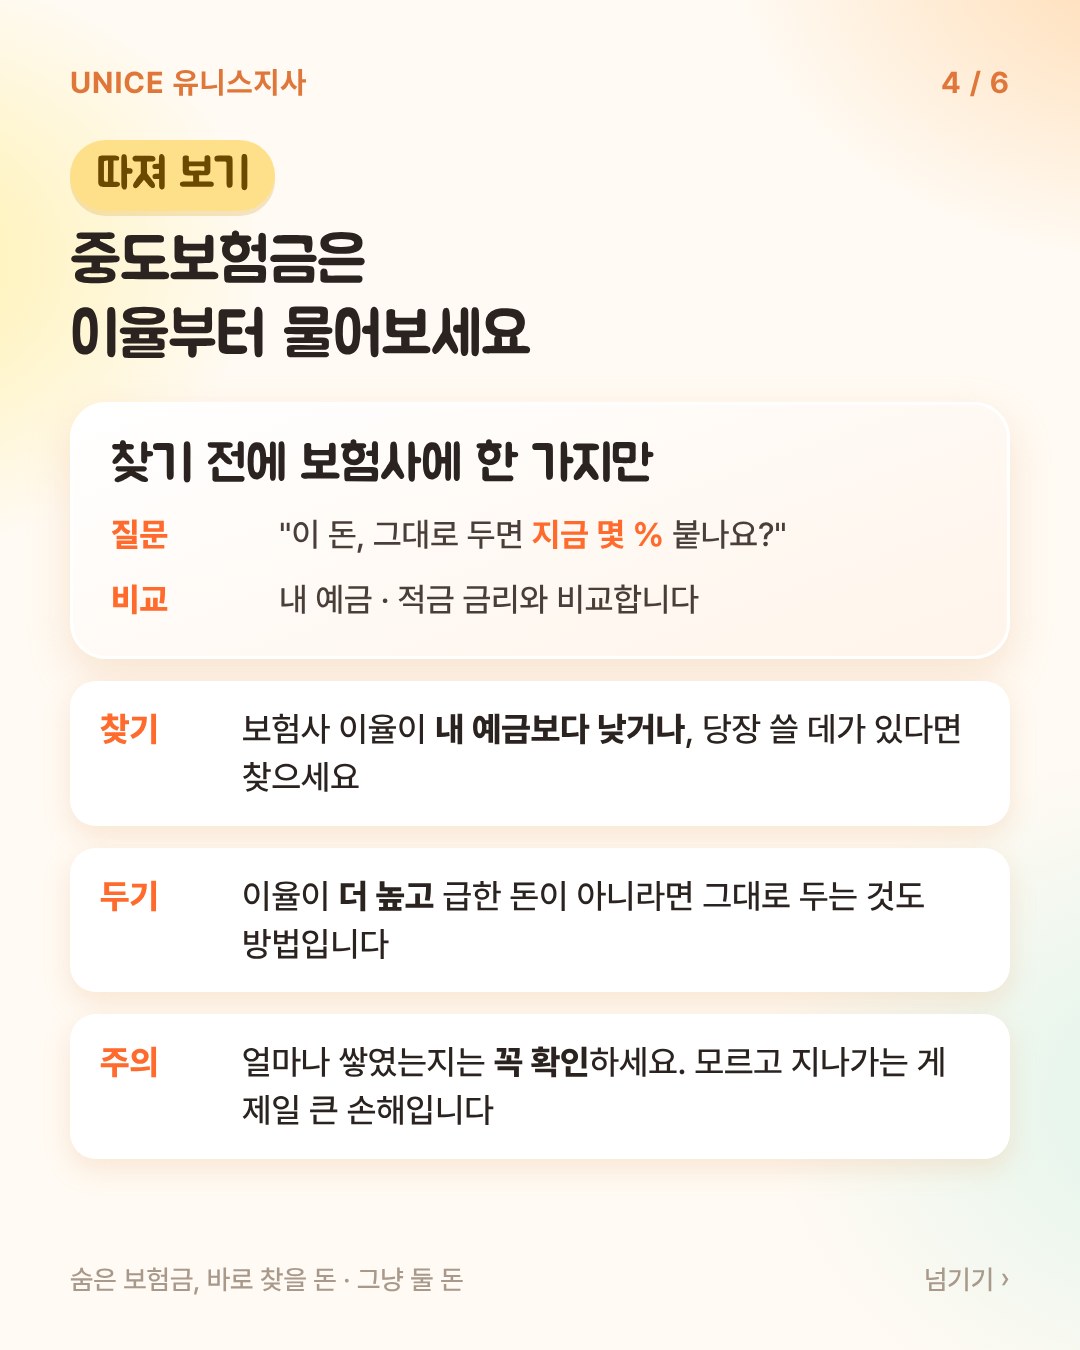 UNICE 유니스지사
4 / 6
따져 보기
중도보험금은
이율부터 물어보세요
찾기 전에 보험사에 한 가지만
질문 "이 돈, 그대로 두면 지금 몇 % 붙나요?"
비교 내 예금 · 적금 금리와 비교합니다
찾기 보험사 이율이 내 예금보다 낮거나, 당장 쓸 데가 있다면
찾으세요
두기 이율이 더 높고 급한 돈이 아니라면 그대로 두는 것도
방법입니다
주의 얼마나 쌓였는지는 꼭 확인하세요. 모르고 지나가는 게
제일 큰 손해입니다
숨은 보험금, 바로 찾을 돈 · 그냥 둘 돈
넘기기 ›